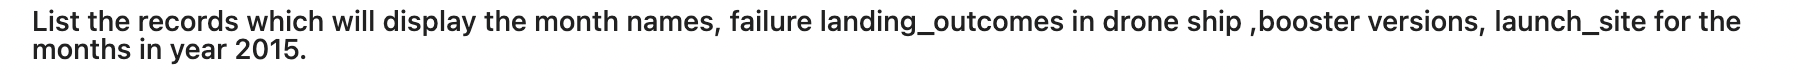 List the records which will display the month names, failure landing_outcomes in drone ship ,booster versions, launch_site for the
months in year 2015.